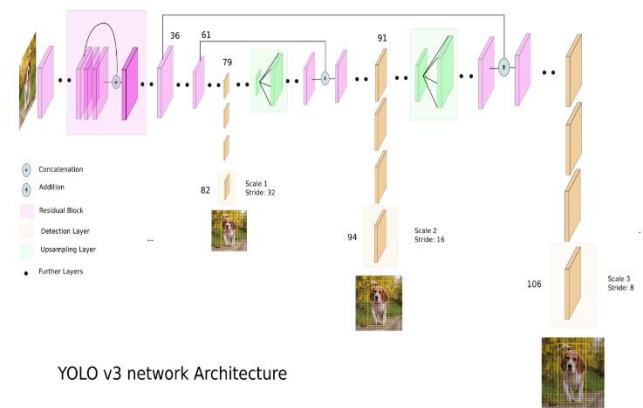 36
61
79
91
82
Scale 1
Stride: 32
94
Scale 2
Stride: 16
106
Scale 3
Stride: 8
Concatenation
Addition
Residual Block
Detection Layer
Upsampling Layer
Further Layers
...
YOLO v3 network Architecture